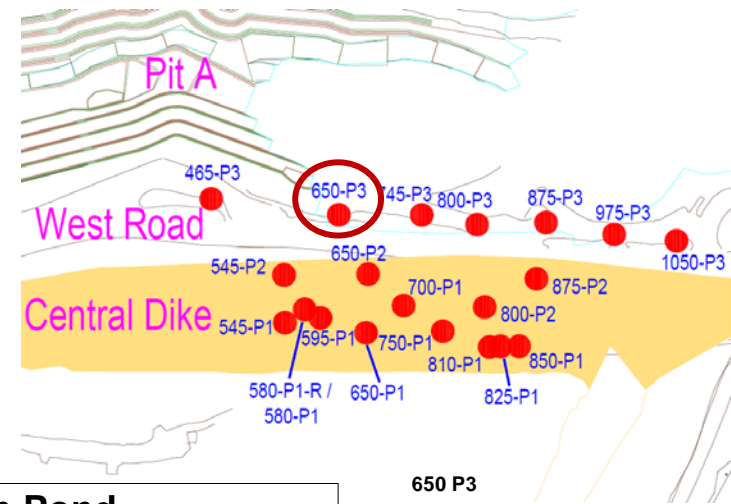 Pit A
465-P3
650-P3
745-P3
800-P3
875-P3
975-P3
1050-P3
West Road
545-P2
650-P2
700-P1
875-P2
800-P2
Central Dike
545-P1
595-P1
750-P1
810-P1
850-P1
580-P1-R /
580-P1
650-P1
825-P1
650 P3